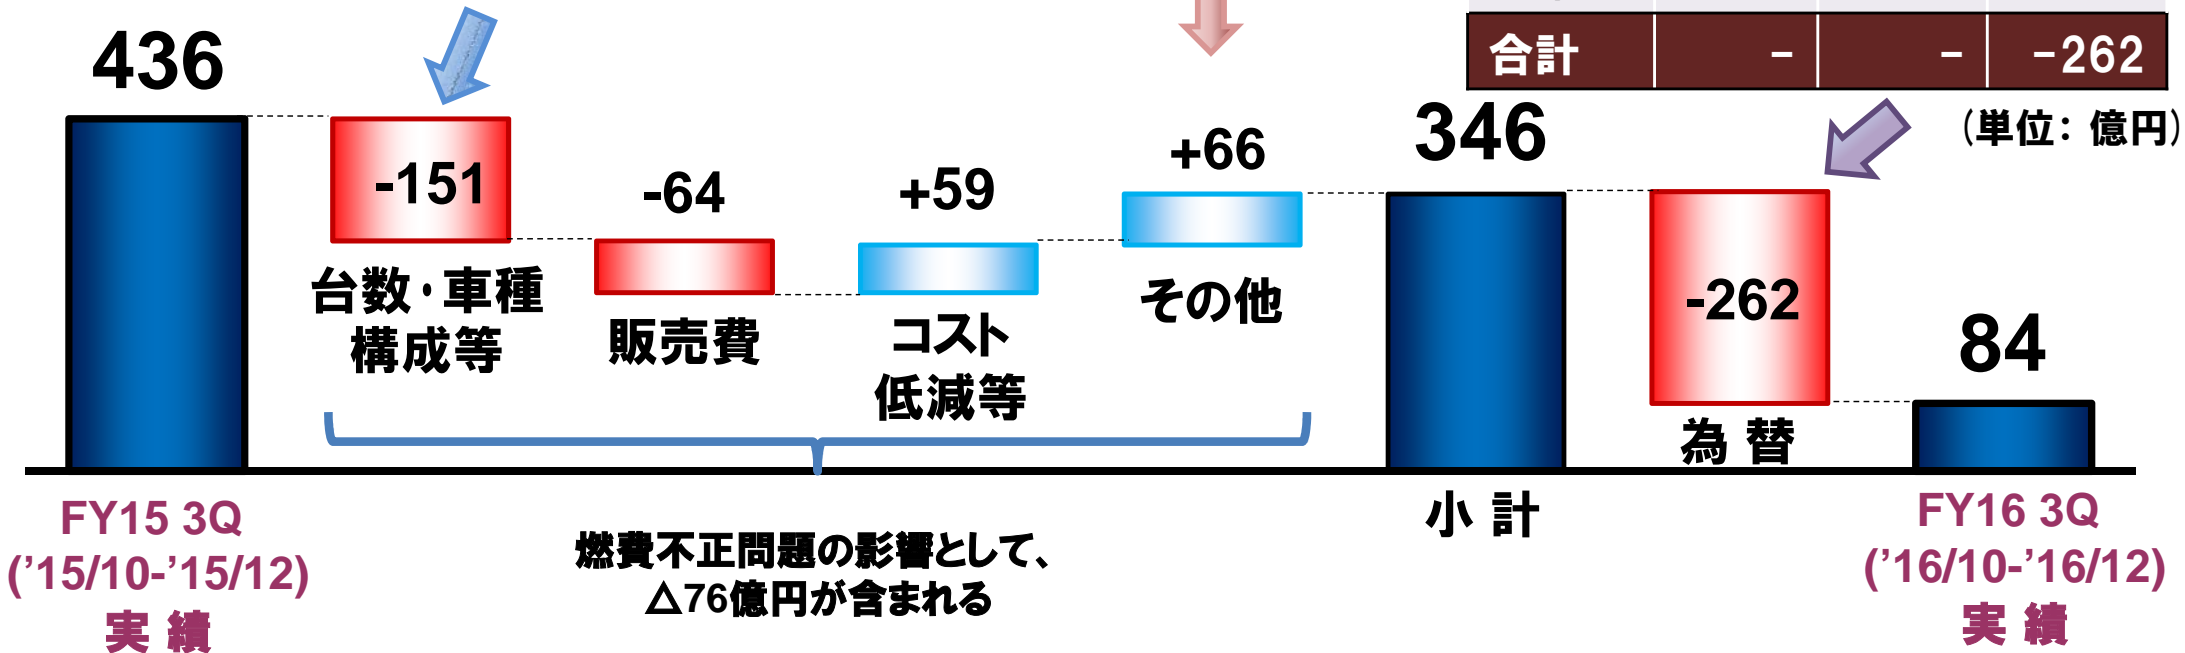 合計 － － －262
(単位：億円)
436
-151
-64
+59
+66
346
-262
84
台数・車種
構成等
販売費
コスト
低減等
その他
小 計
為 替
FY15 3Q
(’15/10-’15/12)
実 績
燃費不正問題の影響として、
△76億円が含まれる
FY16 3Q
(’16/10-’16/12)
実 績